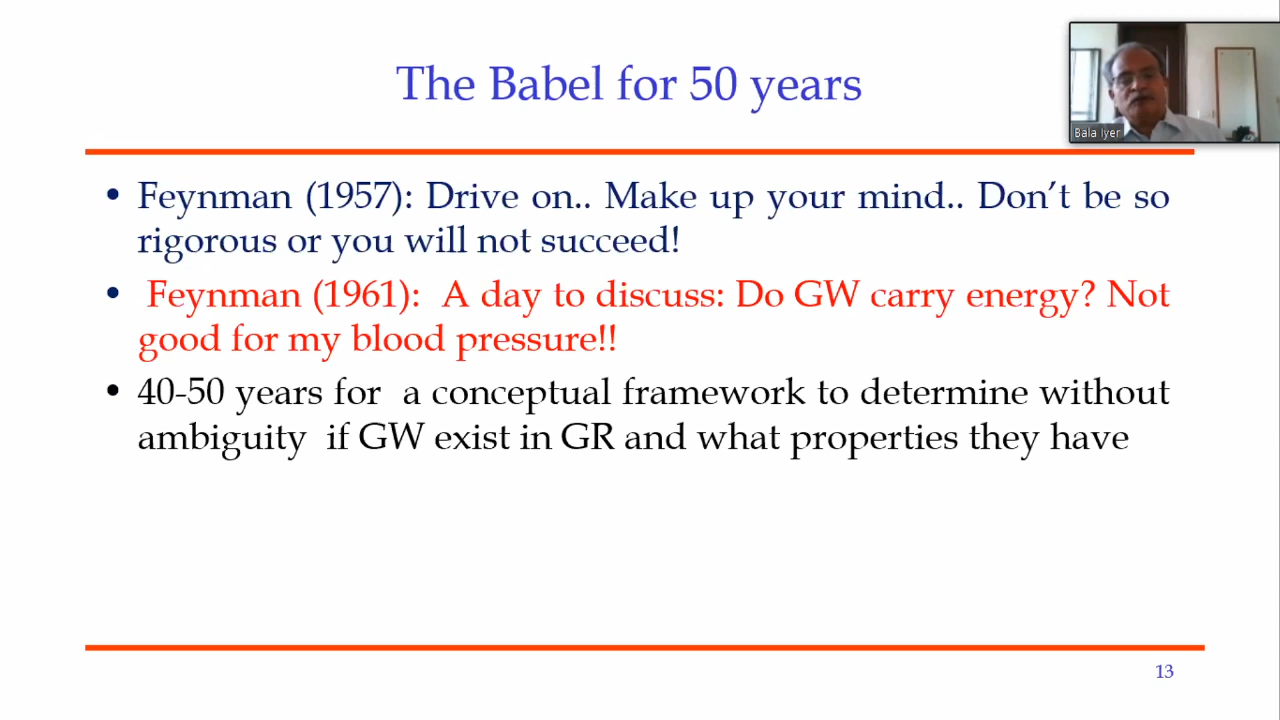 The Babel for 50 years
Bala Iyer
• Feynman (1957): Drive on.. Make up your mind.. Don’t be so
rigorous or you will not succeed!
• Feynman (1961): A day to discuss: Do GW carry energy? Not
good for my blood pressure!!
• 40-50 years for a conceptual framework to determine without
ambiguity if GW exist in GR and what properties they have
13